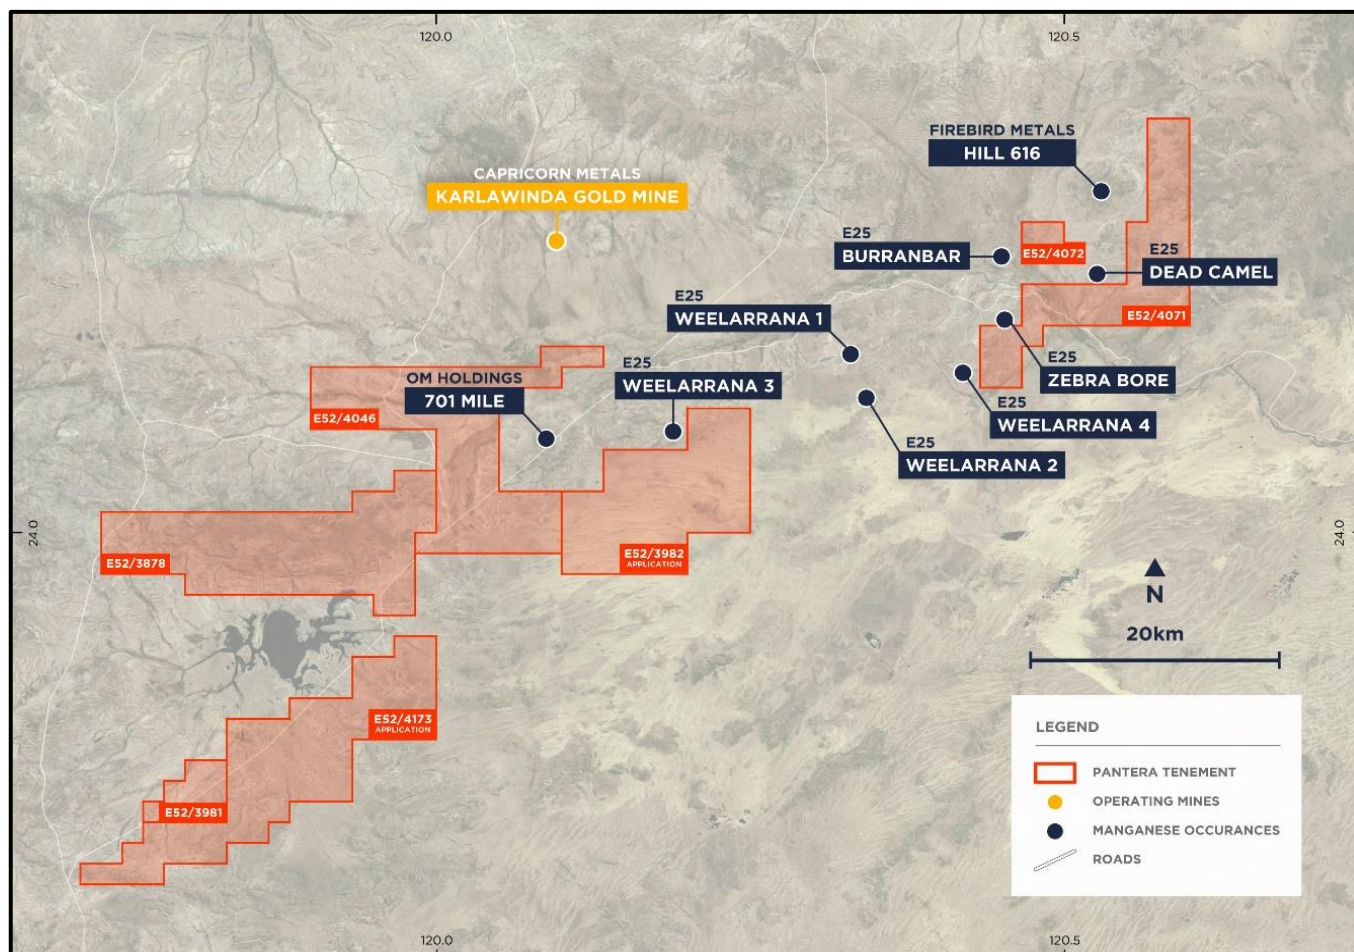 120.0
120.5
FIREBIRD METALS
HILL 616
CAPRICORN METALS
KARLAWINDA GOLD MINE
E25
BURRANBAR
E52/4072
E25
DEAD CAMEL
E25
WEELARRANA 1
E52/4071
OM HOLDINGS
701 MILE
E25
WEELARRANA 3
E25
ZEBRA BORE
E52/4046
E25
WEELARRANA 4
E25
WEELARRANA 2
24.0
24.0
E52/3878
E52/3982
APPLICATION
N
20km
E52/4173
APPLICATION
E52/3981
LEGEND
PANTERA TENEMENT
OPERATING MINES
MANGANESE OCCURANCES
ROADS
120.0
120.5